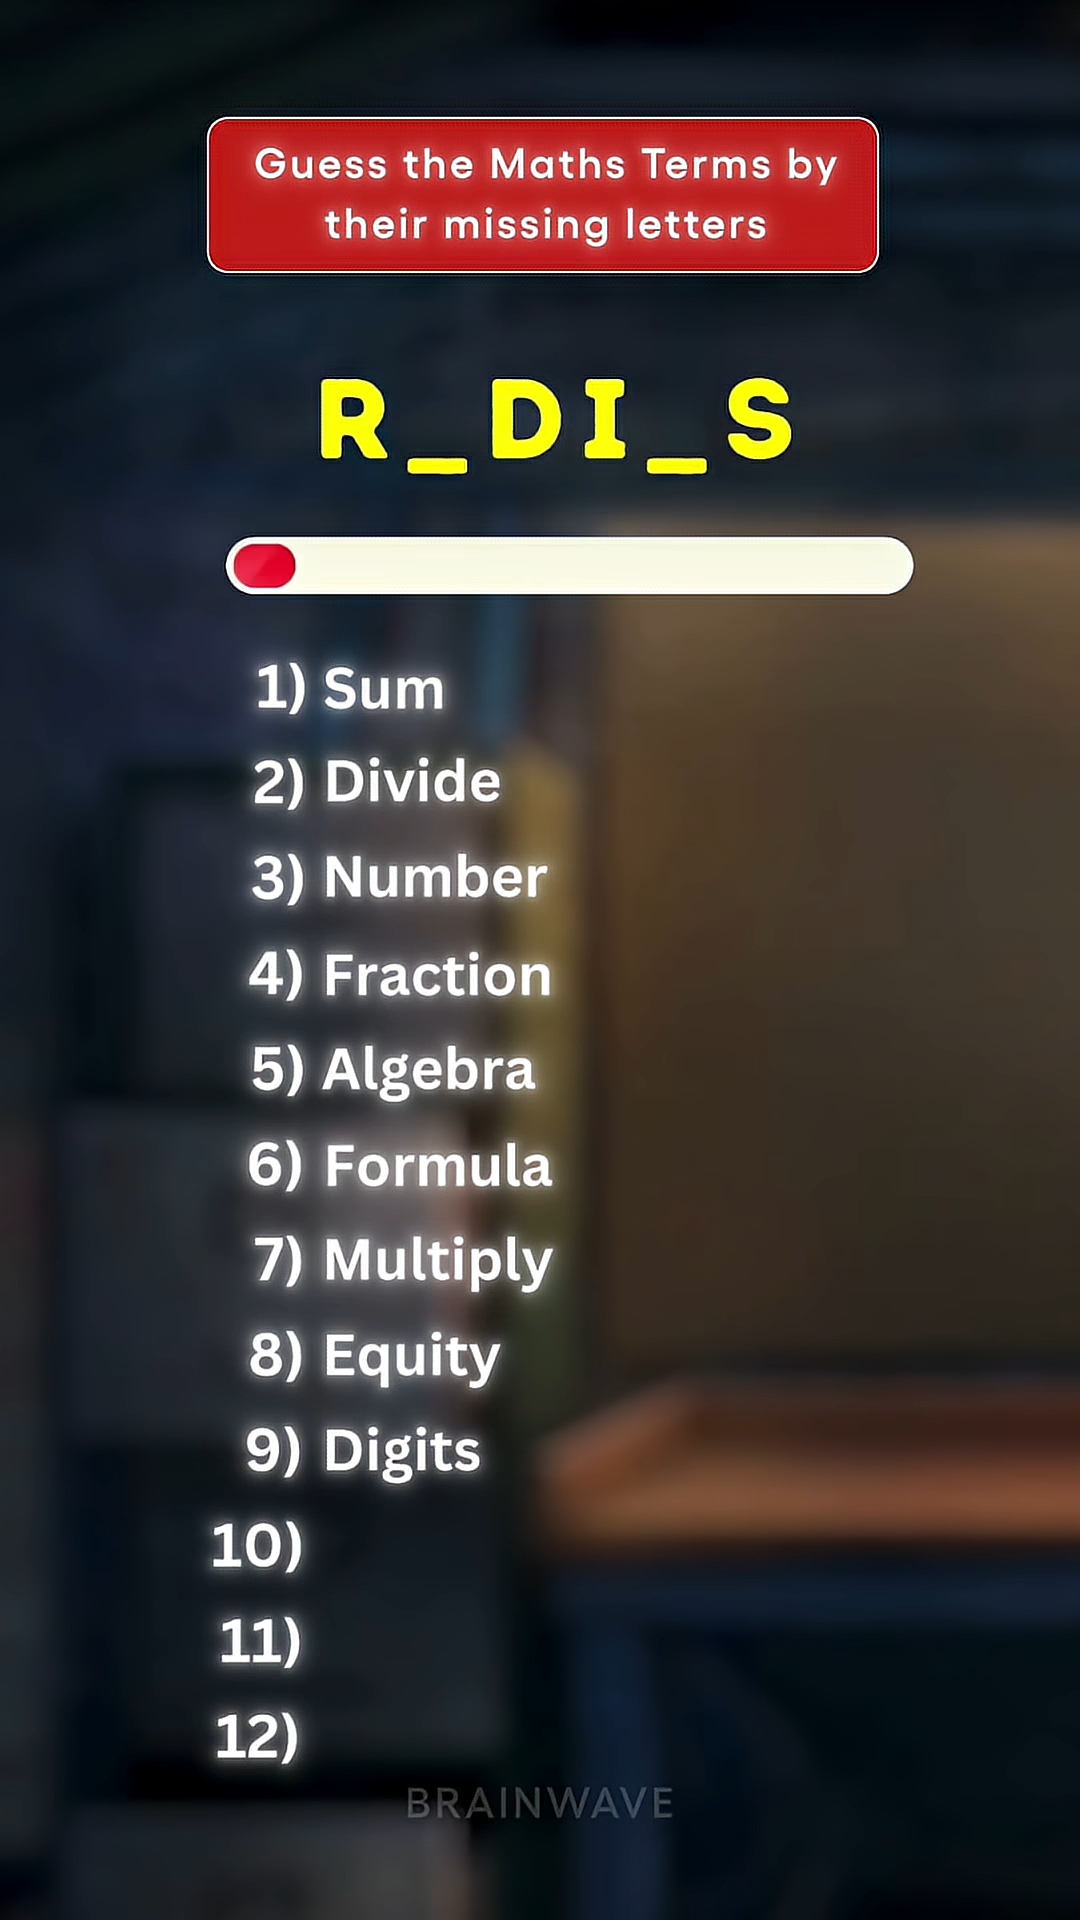 Guess the Maths Terms by
their missing letters
R_DI_S
1) Sum
2) Divide
3) Number
4) Fraction
5) Algebra
6) Formula
7) Multiply
8) Equity
9) Digits
10)
11)
12)
BRAINWAVE